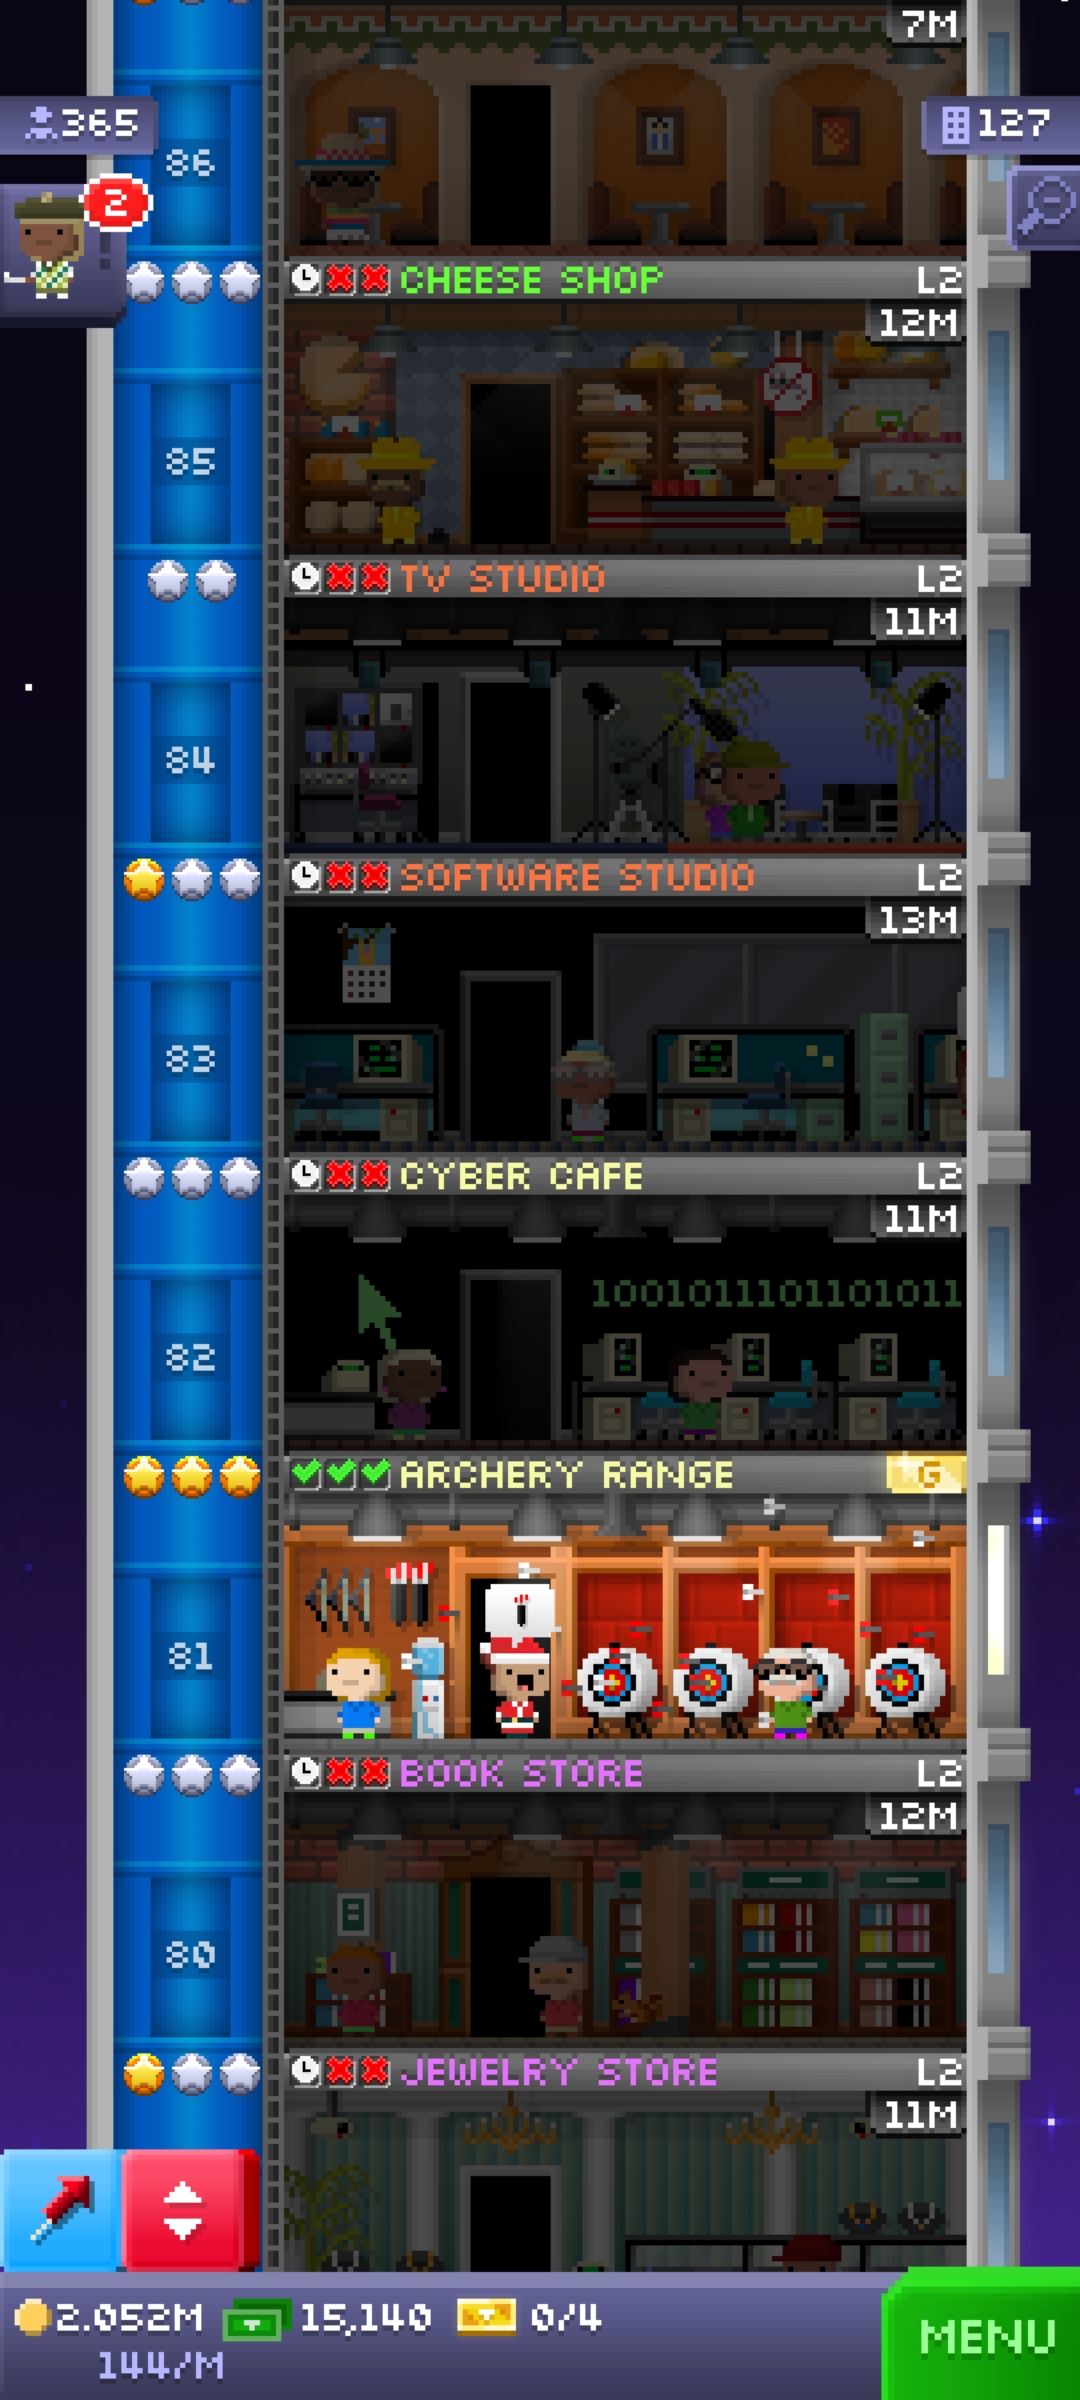 7M
365
127
86
2
CHEESE SHOP L2
12M
85
TV STUDIO L2
11M
84
SOFTWARE STUDIO L2
13M
83
CYBER CAFE L2
11M
1001011101101011
82
ARCHERY RANGE G
81
BOOK STORE L2
12M
80
JEWELRY STORE L2
11M
2.052M 15,140 0/4
144/M
MENU